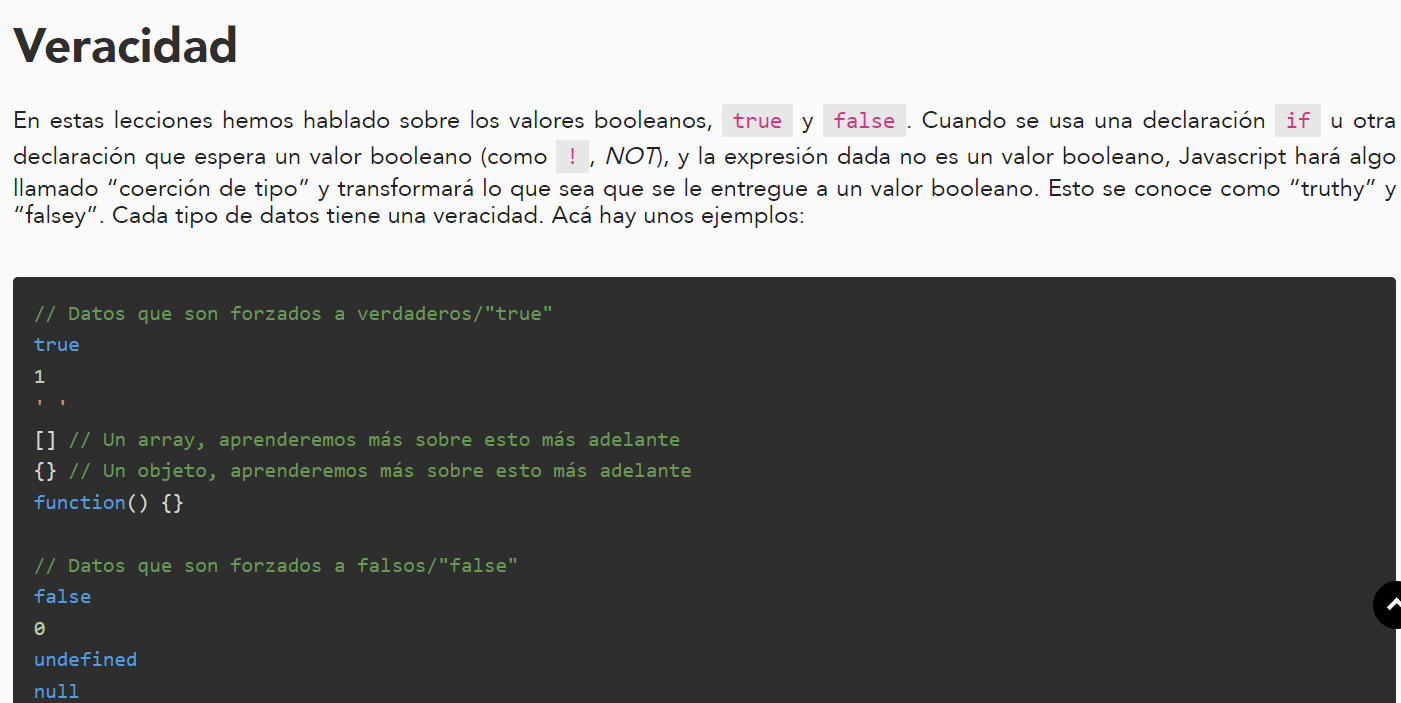 Veracidad
En estas lecciones hemos hablado sobre los valores booleanos, true y false. Cuando se usa una declaración if u otra
declaración que espera un valor booleano (como !, NOT), y la expresión dada no es un valor booleano, Javascript hará algo
llamado “coerción de tipo” y transformará lo que sea que se le entregue a un valor booleano. Esto se conoce como “truthy” y
“falsey”. Cada tipo de datos tiene una veracidad. Acá hay unos ejemplos:
// Datos que son forzados a verdaderos/"true"
true
1
' '
[] // Un array, aprenderemos más sobre esto más adelante
{} // Un objeto, aprenderemos más sobre esto más adelante
function() {}
// Datos que son forzados a falsos/"false"
false
0
undefined
null